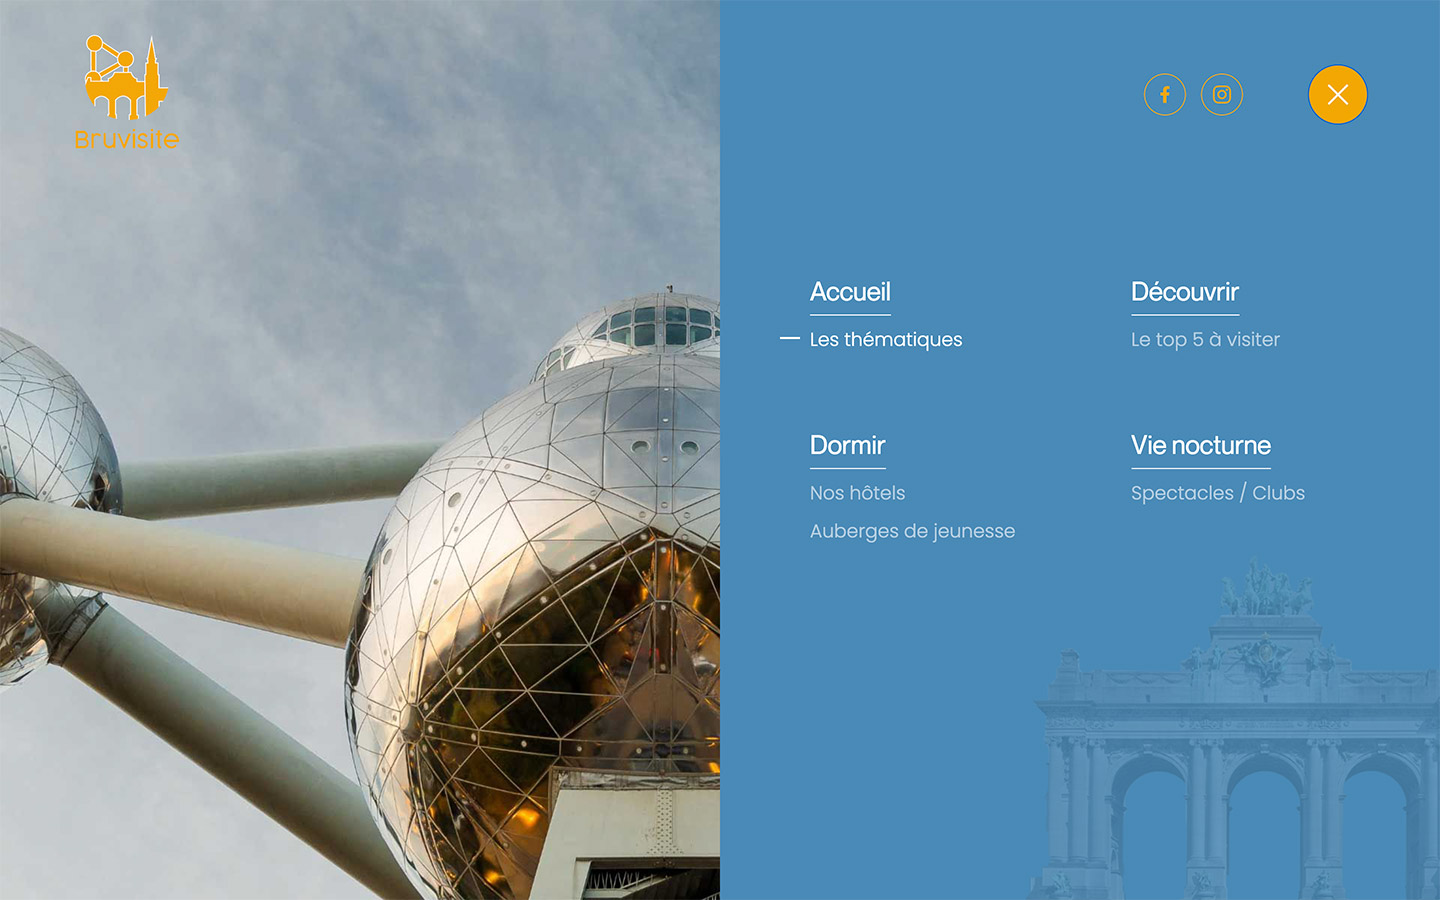 Bruvisite
Accueil
Les thématiques
Découvrir
Le top 5 à visiter
Dormir
Nos hôtels
Auberges de jeunesse
Vie nocturne
Spectacles / Clubs